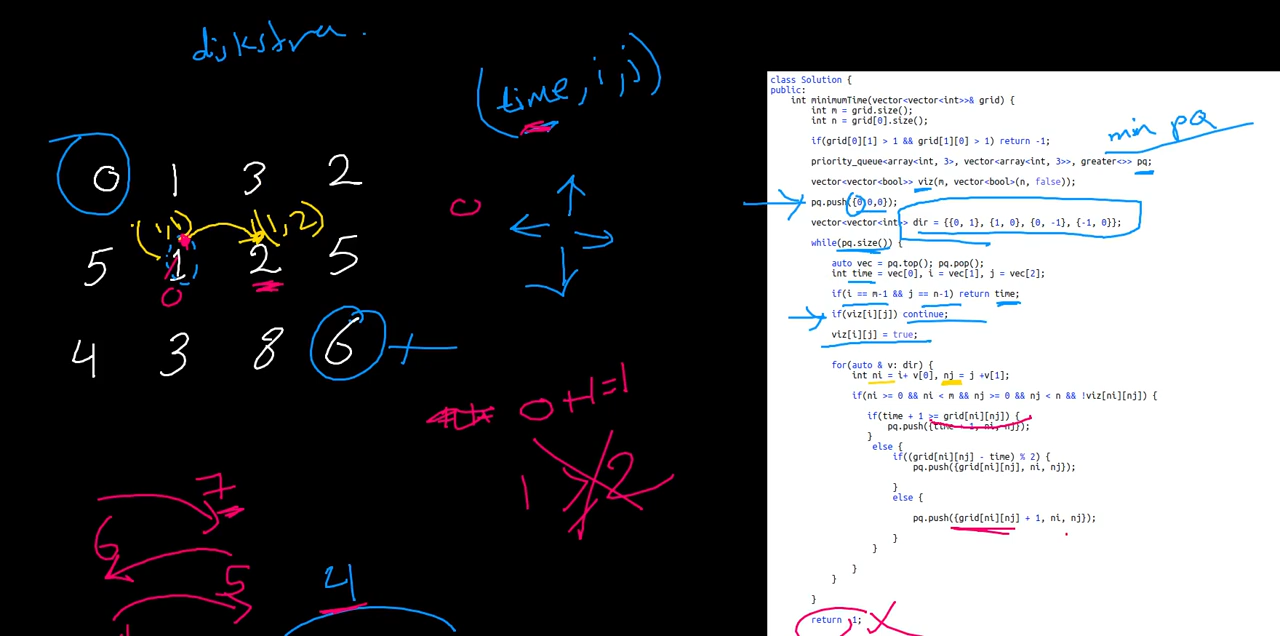 dijkstra.
(time, i, j)
0 1 3 2
0
(1,1) (1,2)
5 1 2 5
0
4 3 8 6
0+1=1
1 2
7
6
5
4
min pq
class Solution {
public:
int minimumTime(vector<vector<int>>& grid) {
int m = grid.size();
int n = grid[0].size();
if(grid[0][1] > 1 && grid[1][0] > 1) return -1;
priority_queue<array<int, 3>, vector<array<int, 3>>, greater<>> pq;
vector<vector<bool>> viz(m, vector<bool>(n, false));
pq.push({0,0,0});
vector<vector<int>> dir = {{0, 1}, {1, 0}, {0, -1}, {-1, 0}};
while(pq.size()) {
auto vec = pq.top(); pq.pop();
int time = vec[0], i = vec[1], j = vec[2];
if(i == m-1 && j == n-1) return time;
if(viz[i][j]) continue;
viz[i][j] = true;
for(auto & v: dir) {
int ni = i+ v[0], nj = j +v[1];
if(ni >= 0 && ni < m && nj >= 0 && nj < n && !viz[ni][nj]) {
if(time + 1 >= grid[ni][nj]) {
pq.push({time + 1, ni, nj});
}
else {
if((grid[ni][nj] - time) % 2) {
pq.push({grid[ni][nj], ni, nj});
}
else {
pq.push({grid[ni][nj] + 1, ni, nj});
}
}
}
}
}
return -1;